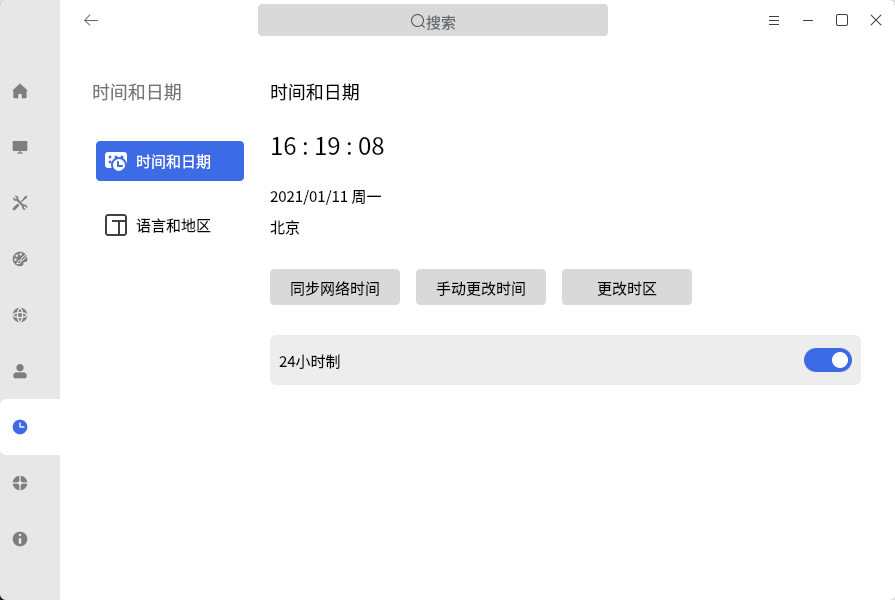 搜索
时间和日期
时间和日期
语言和地区
时间和日期
16 : 19 : 08
2021/01/11 周一
北京
同步网络时间 手动更改时间 更改时区
24小时制